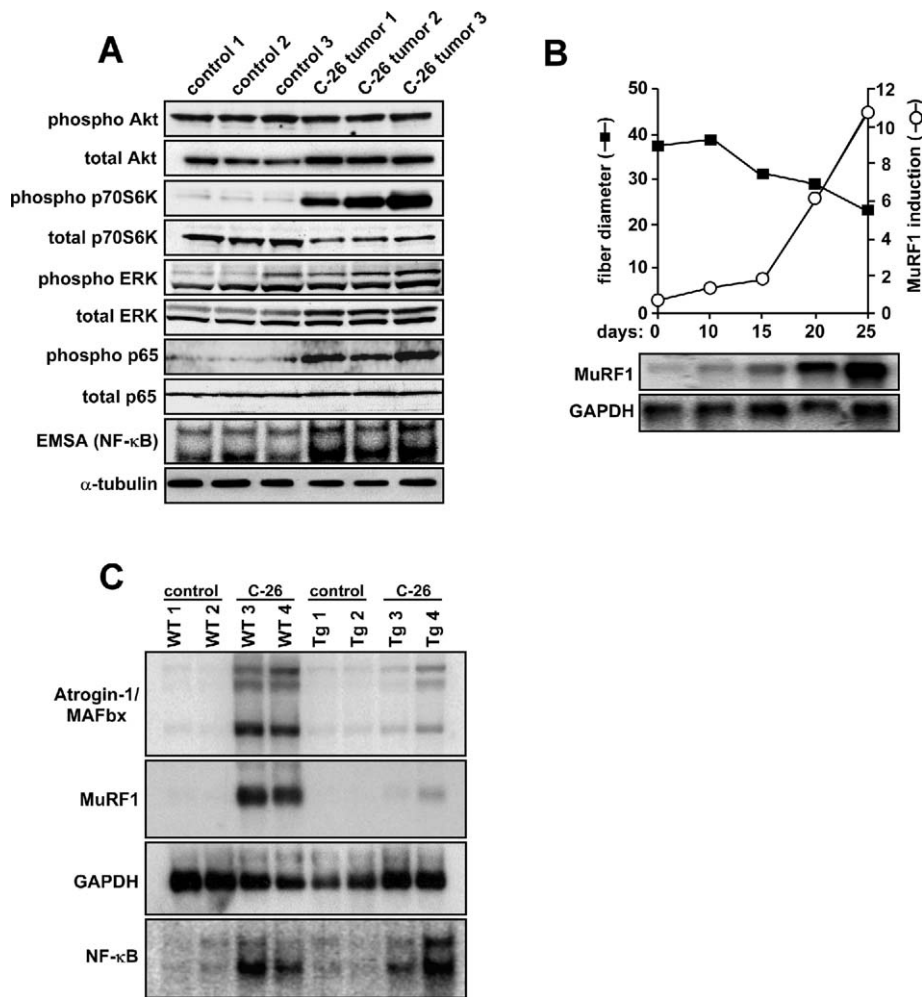 A
control 1
control 2
control 3
C-26 tumor 1
C-26 tumor 2
C-26 tumor 3
phospho Akt
total Akt
phospho p70S6K
total p70S6K
phospho ERK
total ERK
phospho p65
total p65
EMSA (NF-κB)
α-tubulin
B
50
40
30
20
10
0
fiber diameter (–■–)
12
10
8
6
4
2
0
MuRF1 induction (–○–)
days: 0 10 15 20 25
MuRF1
GAPDH
C
control C-26 control C-26
WT 1
WT 2
WT 3
WT 4
Tg 1
Tg 2
Tg 3
Tg 4
Atrogin-1/
MAFbx
MuRF1
GAPDH
NF-κB